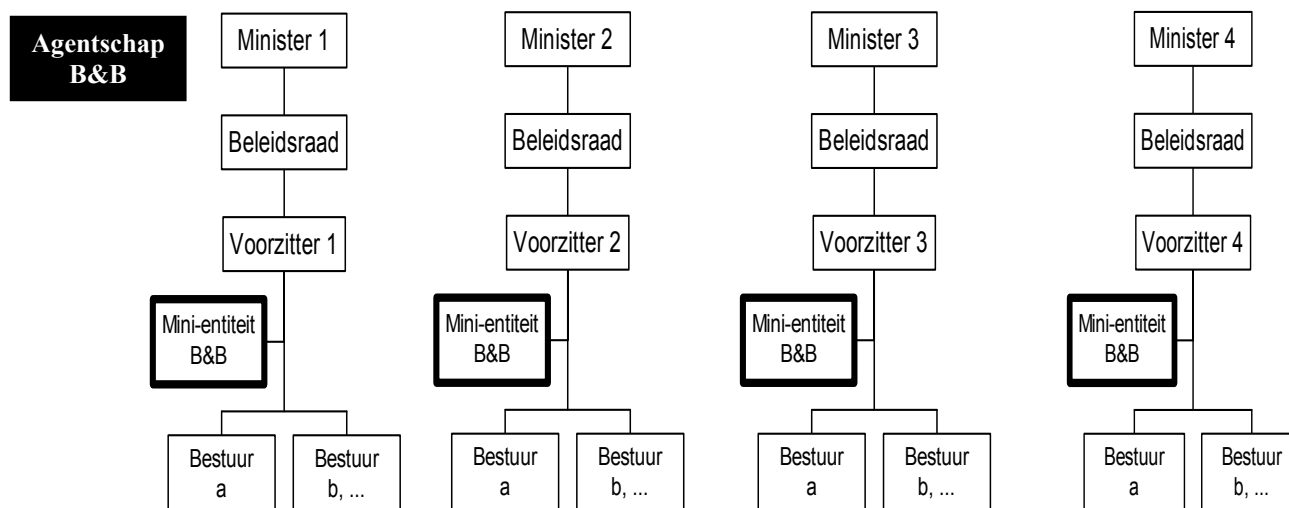 Agentschap
B&B
Minister 1
Minister 2
Minister 3
Minister 4
Beleidsraad
Beleidsraad
Beleidsraad
Beleidsraad
Voorzitter 1
Voorzitter 2
Voorzitter 3
Voorzitter 4
Mini-entiteit
B&B
Mini-entiteit
B&B
Mini-entiteit
B&B
Mini-entiteit
B&B
Bestuur
a
Bestuur
b, ...
Bestuur
a
Bestuur
b, ...
Bestuur
a
Bestuur
b, ...
Bestuur
a
Bestuur
b, ...